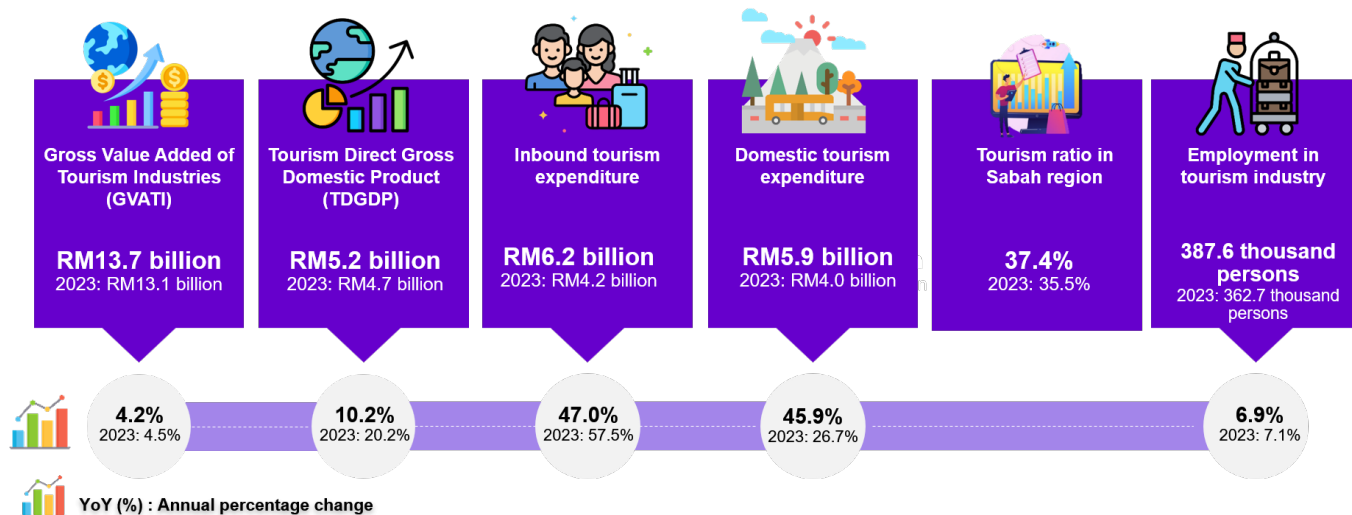 Gross Value Added of
Tourism Industries
(GVATI)
RM13.7 billion
2023: RM13.1 billion
Tourism Direct Gross
Domestic Product
(TDGDP)
RM5.2 billion
2023: RM4.7 billion
Inbound tourism
expenditure
RM6.2 billion
2023: RM4.2 billion
Domestic tourism
expenditure
RM5.9 billion
2023: RM4.0 billion
Tourism ratio in
Sabah region
37.4%
2023: 35.5%
Employment in
tourism industry
387.6 thousand
persons
2023: 362.7 thousand
persons
4.2%
2023: 4.5%
10.2%
2023: 20.2%
47.0%
2023: 57.5%
45.9%
2023: 26.7%
6.9%
2023: 7.1%
YoY (%) : Annual percentage change